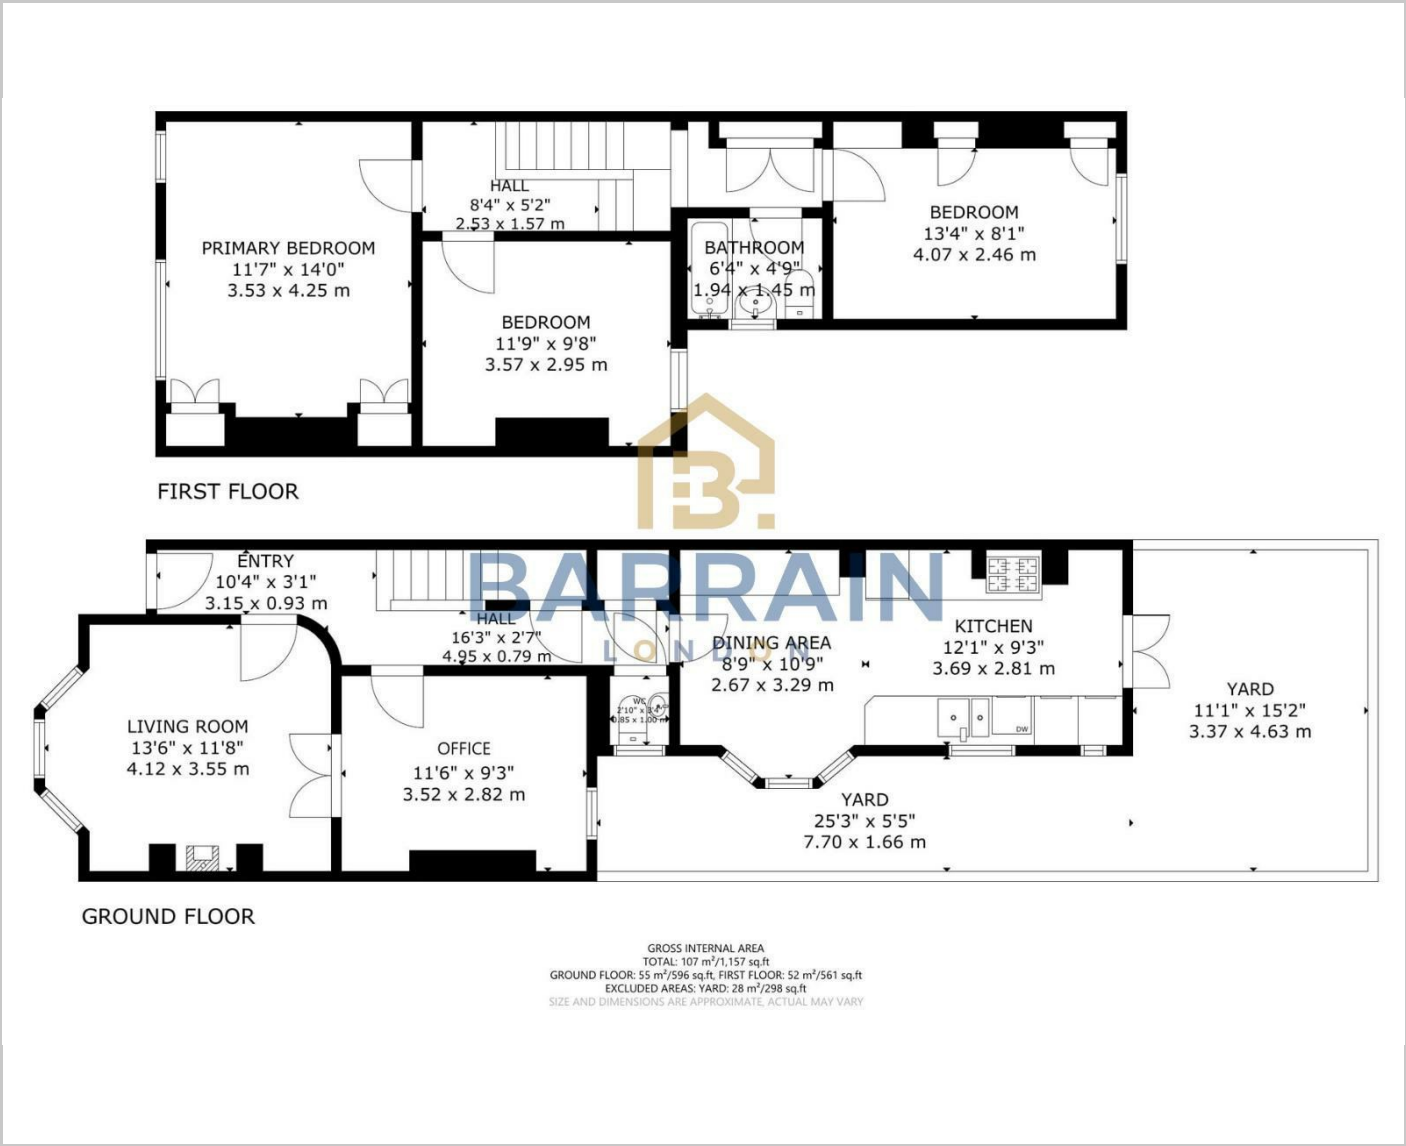 HALL
8'4" x 5'2"
2.53 x 1.57 m
PRIMARY BEDROOM
11'7" x 14'0"
3.53 x 4.25 m
BEDROOM
11'9" x 9'8"
3.57 x 2.95 m
BATHROOM
6'4" x 4'9"
1.94 x 1.45 m
BEDROOM
13'4" x 8'1"
4.07 x 2.46 m
FIRST FLOOR
B.
BARRAIN
LONDON
ENTRY
10'4" x 3'1"
3.15 x 0.93 m
HALL
16'3" x 2'7"
4.95 x 0.79 m
LIVING ROOM
13'6" x 11'8"
4.12 x 3.55 m
OFFICE
11'6" x 9'3"
3.52 x 2.82 m
WC
2'10" x 3'4"
0.85 x 1.00 m
DINING AREA
8'9" x 10'9"
2.67 x 3.29 m
KITCHEN
12'1" x 9'3"
3.69 x 2.81 m
DW
YARD
25'3" x 5'5"
7.70 x 1.66 m
YARD
11'1" x 15'2"
3.37 x 4.63 m
GROUND FLOOR
GROSS INTERNAL AREA
TOTAL: 107 m²/1,157 sq.ft
GROUND FLOOR: 55 m²/596 sq.ft, FIRST FLOOR: 52 m²/561 sq.ft
EXCLUDED AREAS: YARD: 28 m²/298 sq.ft
SIZE AND DIMENSIONS ARE APPROXIMATE, ACTUAL MAY VARY